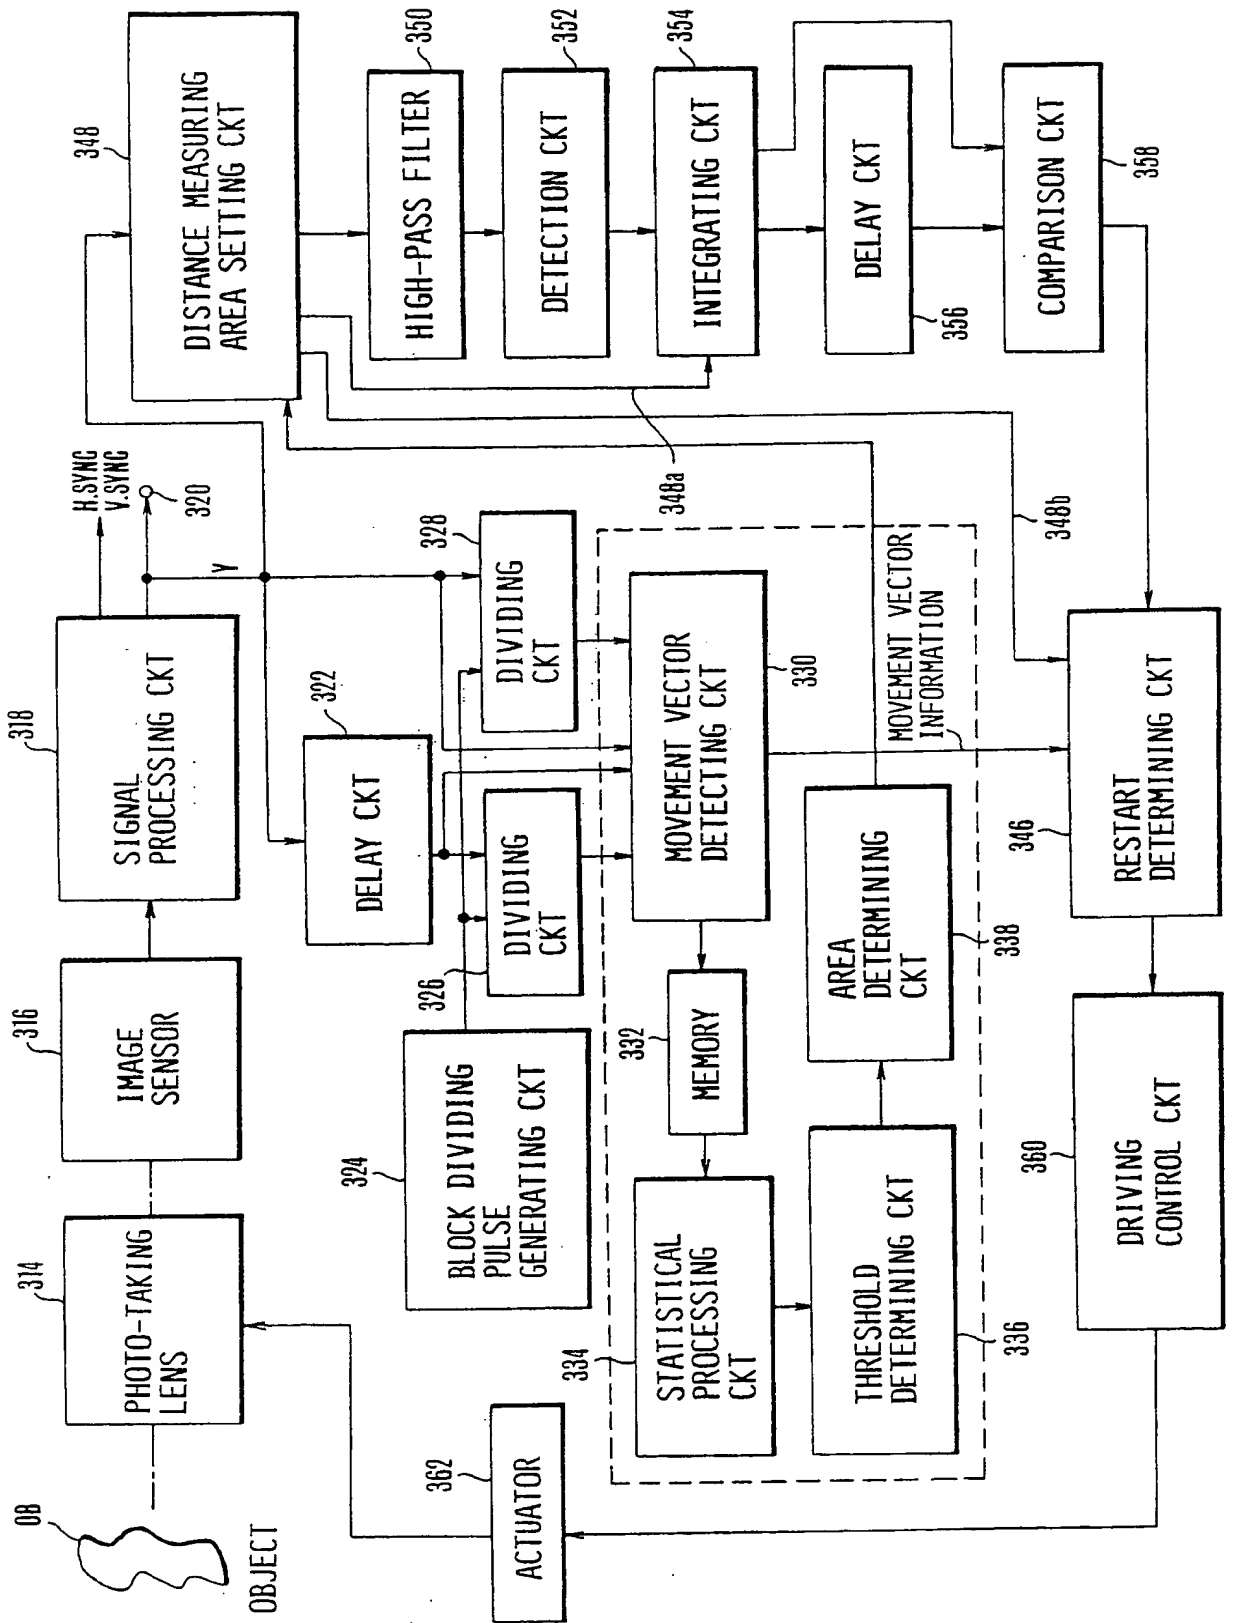 OB
OBJECT
314
PHOTO-TAKING
LENS
316
IMAGE
SENSOR
318
SIGNAL
PROCESSING CKT
H.SYNC
V.SYNC
320
Y
348
DISTANCE MEASURING
AREA SETTING CKT
350
HIGH-PASS FILTER
352
DETECTION CKT
354
INTEGRATING CKT
DELAY CKT
356
COMPARISON CKT
358
348a
348b
322
DELAY CKT
324
BLOCK DIVIDING
PULSE
GENERATING CKT
326
DIVIDING
CKT
328
DIVIDING
CKT
MOVEMENT VECTOR
DETECTING CKT
330
MOVEMENT VECTOR
INFORMATION
332
MEMORY
334
STATISTICAL
PROCESSING
CKT
THRESHOLD
DETERMINING CKT
336
AREA
DETERMINING
CKT
338
346
RESTART
DETERMINING CKT
360
DRIVING
CONTROL CKT
362
ACTUATOR